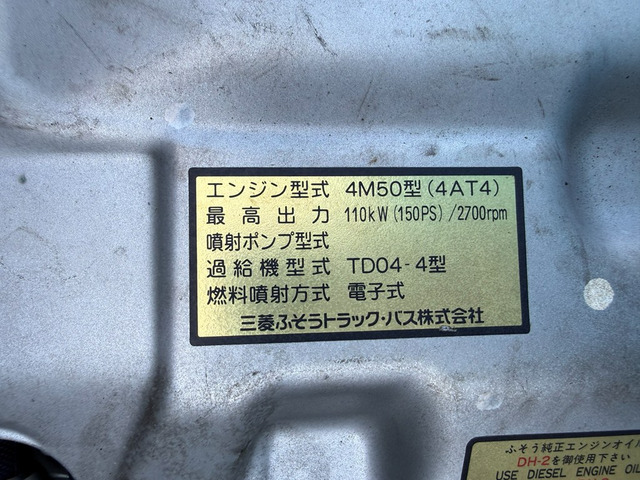 エンジン型式 4M50型(4AT4)
最高出力 110kW(150PS)/2700rpm
噴射ポンプ型式
過給機型式 TD04-4型
燃料噴射方式 電子式
三菱ふそうトラック・バス株式会社
ふそう純正エンジンオイル
DH-2を御使用下さい
USE DIESEL ENGINE OIL